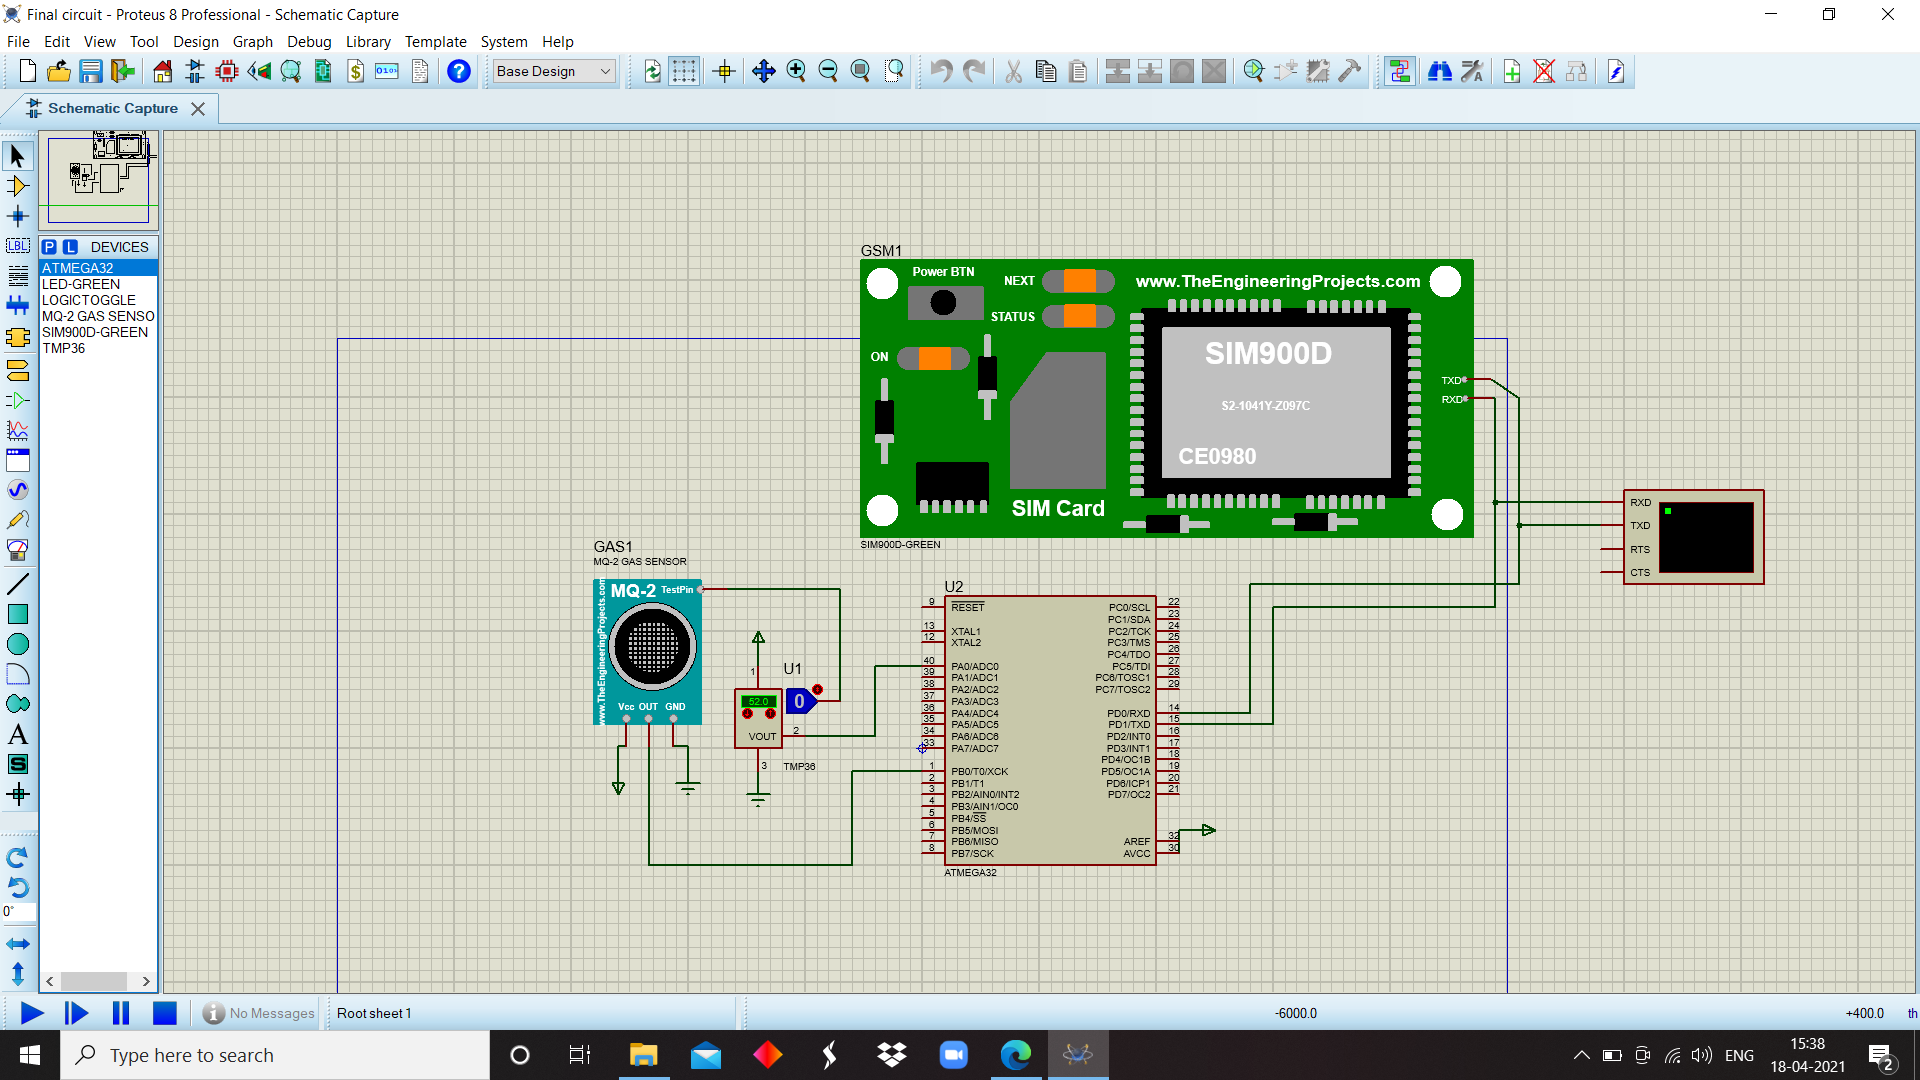 Final circuit - Proteus 8 Professional - Schematic Capture
File Edit View Tool Design Graph Debug Library Template System Help
Base Design
Schematic Capture
P L DEVICES
ATMEGA32
LED-GREEN
LOGICTOGGLE
MQ-2 GAS SENSO
SIM900D-GREEN
TMP36
LBL
A
S
0°
GSM1
Power BTN
NEXT
STATUS
ON
www.TheEngineeringProjects.com
SIM900D
S2-1041Y-Z097C
CE0980
SIM Card
TXD
RXD
SIM900D-GREEN
RXD
TXD
RTS
CTS
GAS1
MQ-2 GAS SENSOR
MQ-2 TestPin
www.TheEngineeringProjects.com
Vcc OUT GND
U1
1
52.0
0
VOUT
2
3
TMP36
U2
9 RESET
13 XTAL1
12 XTAL2
40 PA0/ADC0
39 PA1/ADC1
38 PA2/ADC2
37 PA3/ADC3
36 PA4/ADC4
35 PA5/ADC5
34 PA6/ADC6
33 PA7/ADC7
1 PB0/T0/XCK
2 PB1/T1
3 PB2/AIN0/INT2
4 PB3/AIN1/OC0
5 PB4/SS
6 PB5/MOSI
7 PB6/MISO
8 PB7/SCK
PC0/SCL 22
PC1/SDA 23
PC2/TCK 24
PC3/TMS 25
PC4/TDO 26
PC5/TDI 27
PC6/TOSC1 28
PC7/TOSC2 29
PD0/RXD 14
PD1/TXD 15
PD2/INT0 16
PD3/INT1 17
PD4/OC1B 18
PD5/OC1A 19
PD6/ICP1 20
PD7/OC2 21
AREF 32
AVCC 30
ATMEGA32
No Messages
Root sheet 1
-6000.0
+400.0
th
Type here to search
ENG
15:38
18-04-2021
2